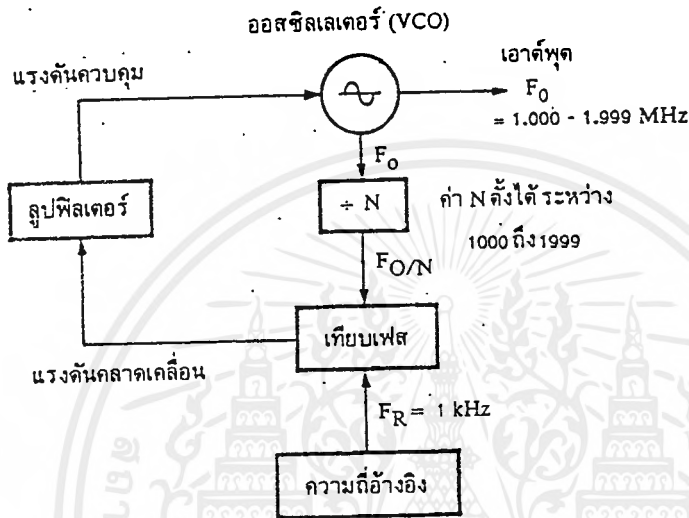 ออสซิลเลเตอร์ (VCO)
แรงดันควบคุม
เอาต์พุต
F₀
= 1.000 - 1.999 MHz
F₀
ลูปฟิลเตอร์
÷ N
ค่า N ตั้งได้ ระหว่าง
1000 ถึง 1999
F_O/N
เทียบเฟส
แรงดันคลาดเคลื่อน
F_R = 1 kHz
ความถี่อ้างอิง